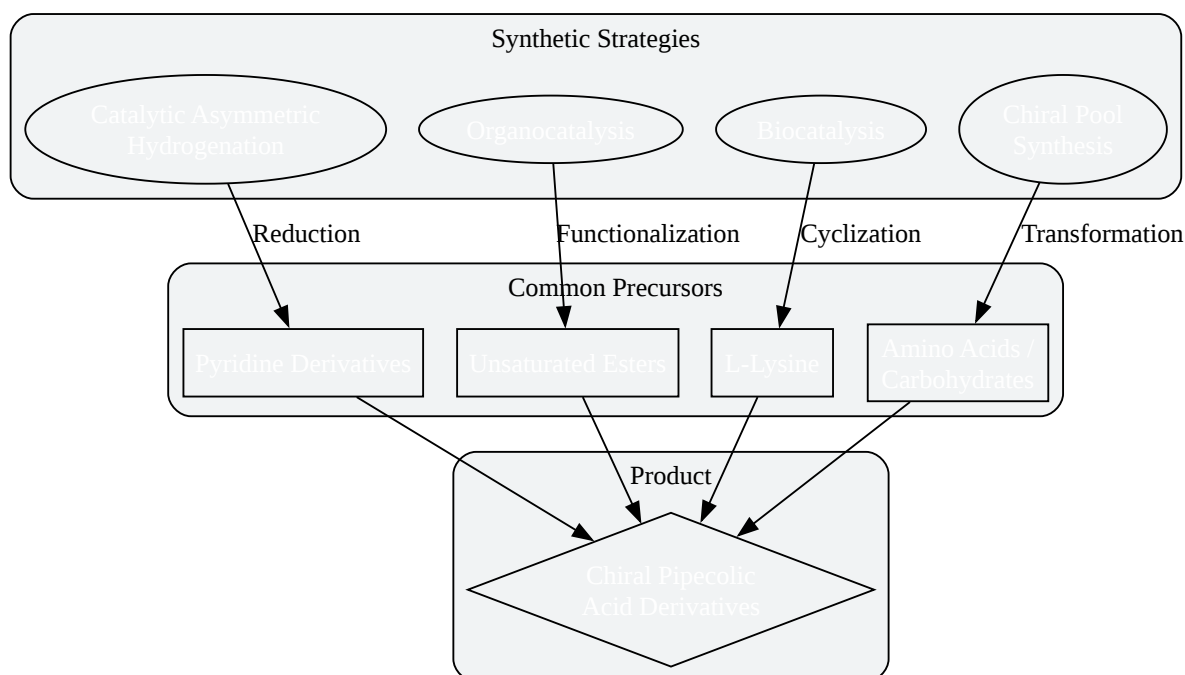 Synthetic Strategies
Catalytic Asymmetric
Hydrogenation
Organocatalysis
Biocatalysis
Chiral Pool
Synthesis
Reduction
Functionalization
Cyclization
Transformation
Common Precursors
Pyridine Derivatives
Unsaturated Esters
L-Lysine
Amino Acids /
Carbohydrates
Product
Chiral Pipecolic
Acid Derivatives